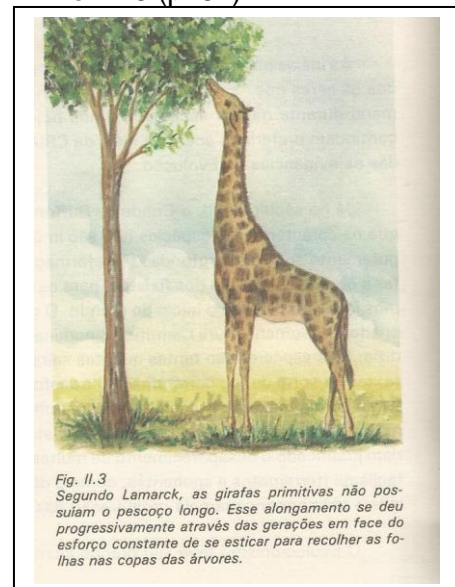 Fig. II.3
Segundo Lamarck, as girafas primitivas não pos-
suíam o pescoço longo. Esse alongamento se deu
progressivamente através das gerações em face do
esforço constante de se esticar para recolher as fo-
lhas nas copas das árvores.